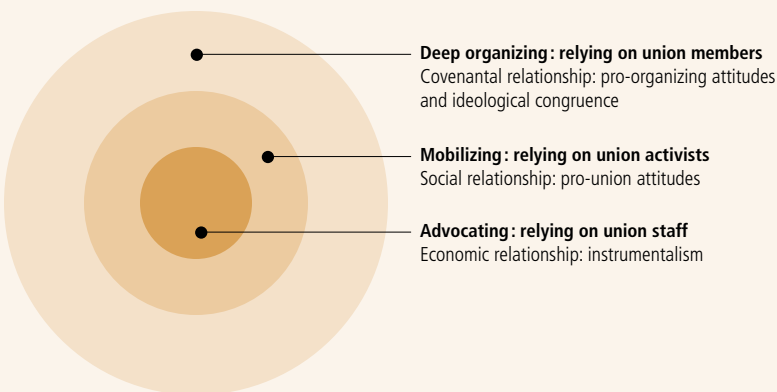 Deep organizing: relying on union members
Covenantal relationship: pro-organizing attitudes
and ideological congruence
Mobilizing: relying on union activists
Social relationship: pro-union attitudes
Advocating: relying on union staff
Economic relationship: instrumentalism